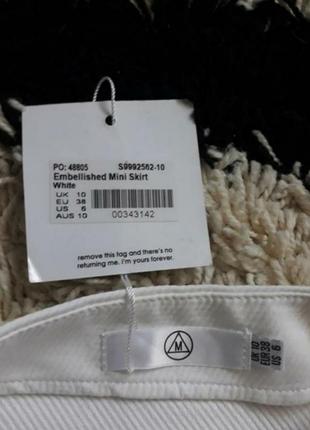 PO: 48805 S9992562-10
Embellished Mini Skirt
White
UK 10
EU 38
US 6
AUS 10
00343142
remove this tag and there's no
returning me. I'm yours forever.
M
UK 10
EUR 38
US 6